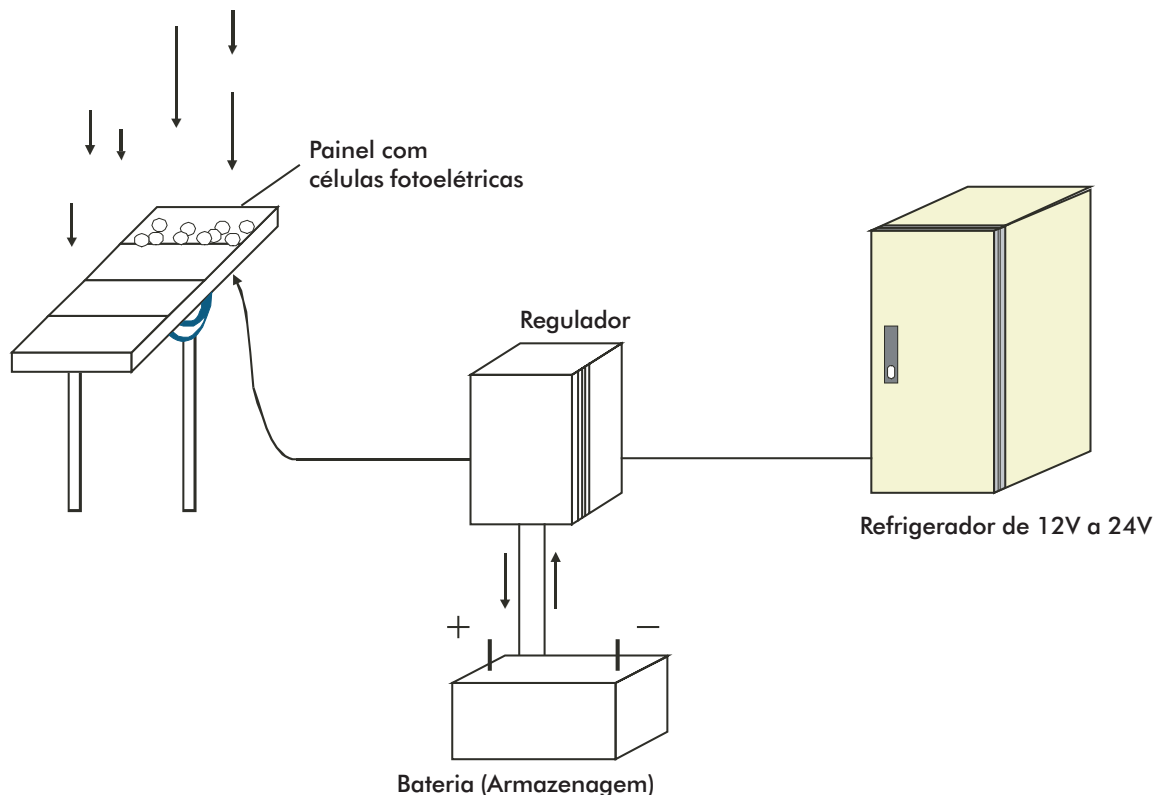 Painel com
células fotoelétricas
Regulador
Refrigerador de 12V a 24V
+
−
Bateria (Armazenagem)